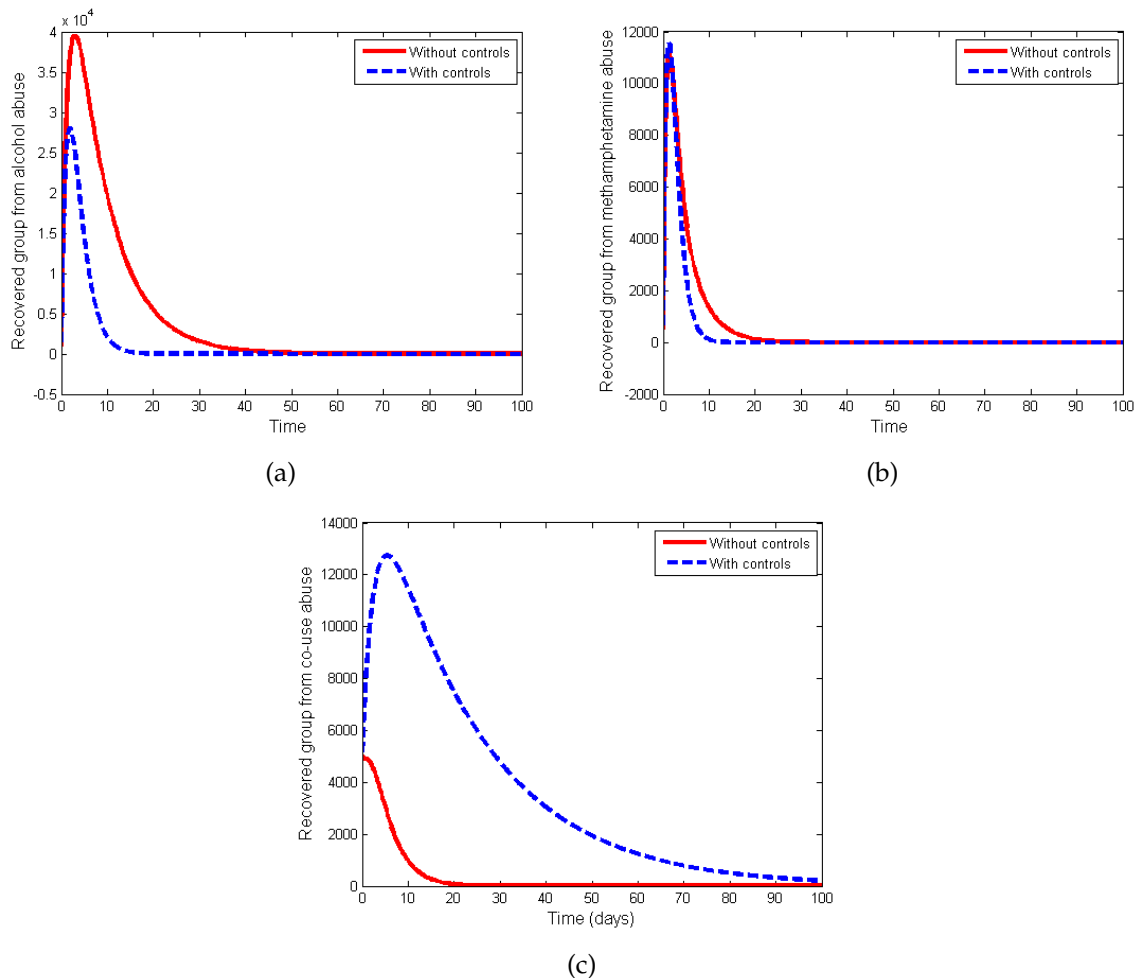 x 10^4
4
3.5
3
2.5
2
1.5
1
0.5
0
-0.5
0 10 20 30 40 50 60 70 80 90 100
Time
Recovered group from alcohol abuse
Without controls
With controls
(a)
12000
10000
8000
6000
4000
2000
0
-2000
0 10 20 30 40 50 60 70 80 90 100
Time
Recovered group from methamphetamine abuse
Without controls
With controls
(b)
14000
12000
10000
8000
6000
4000
2000
0
0 10 20 30 40 50 60 70 80 90 100
Time (days)
Recovered group from co-use abuse
Without controls
With controls
(c)